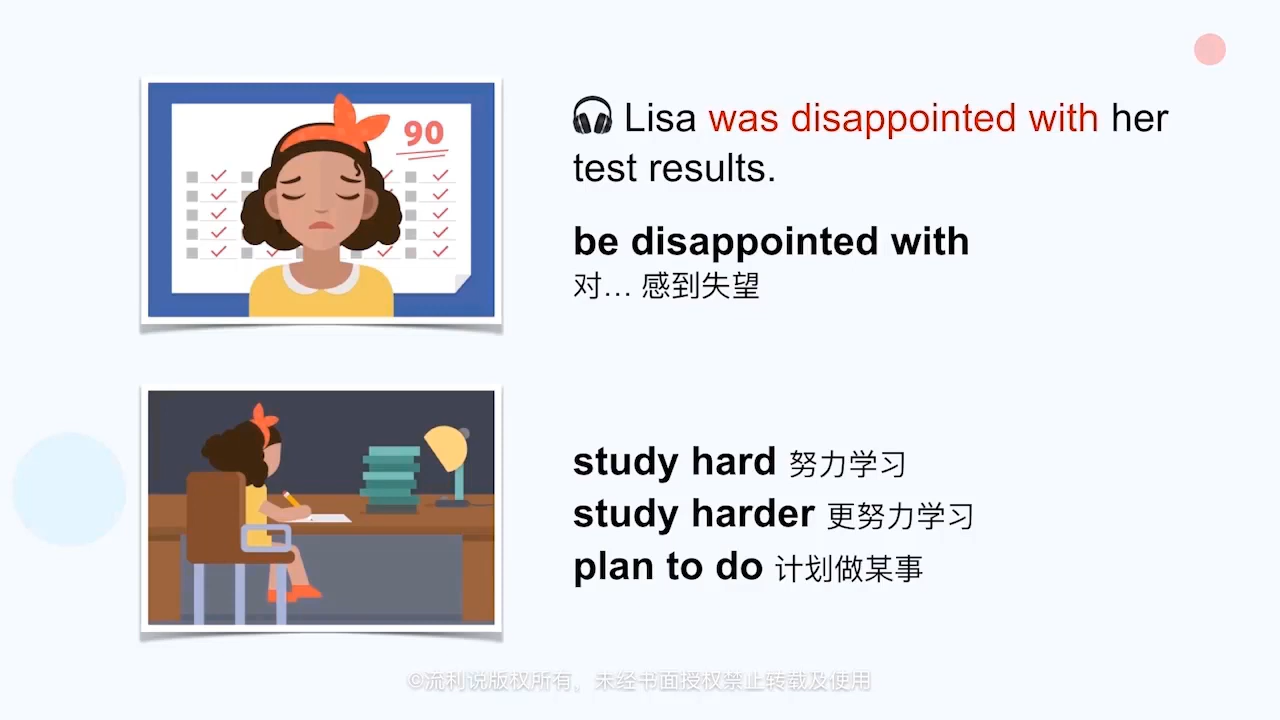 90
Lisa was disappointed with her
test results.
be disappointed with
对… 感到失望
study hard 努力学习
study harder 更努力学习
plan to do 计划做某事
©流利说版权所有，未经书面授权禁止转载及使用